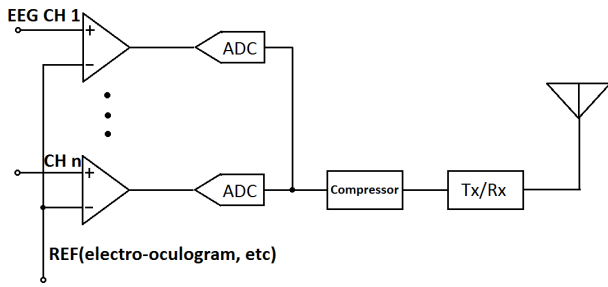 EEG CH 1
+
−
ADC
CH n
+
−
ADC
Compressor
Tx/Rx
REF(electro-oculogram, etc)